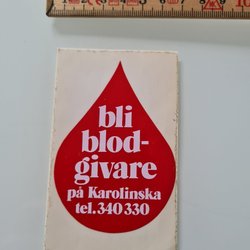 bli
blod-
givare
på Karolinska
tel.340 330